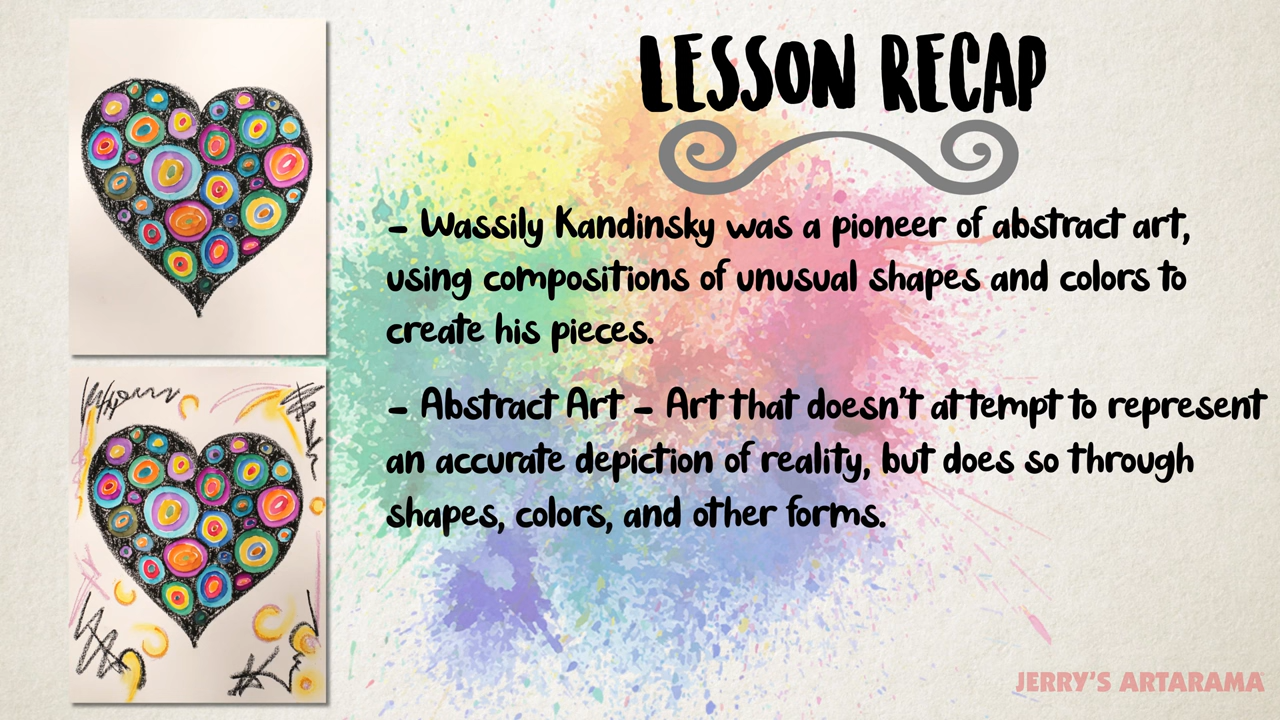 LESSON RECAP
- Wassily Kandinsky was a pioneer of abstract art,
using compositions of unusual shapes and colors to
create his pieces.
- Abstract Art - Art that doesn't attempt to represent
an accurate depiction of reality, but does so through
shapes, colors, and other forms.
JERRY'S ARTARAMA